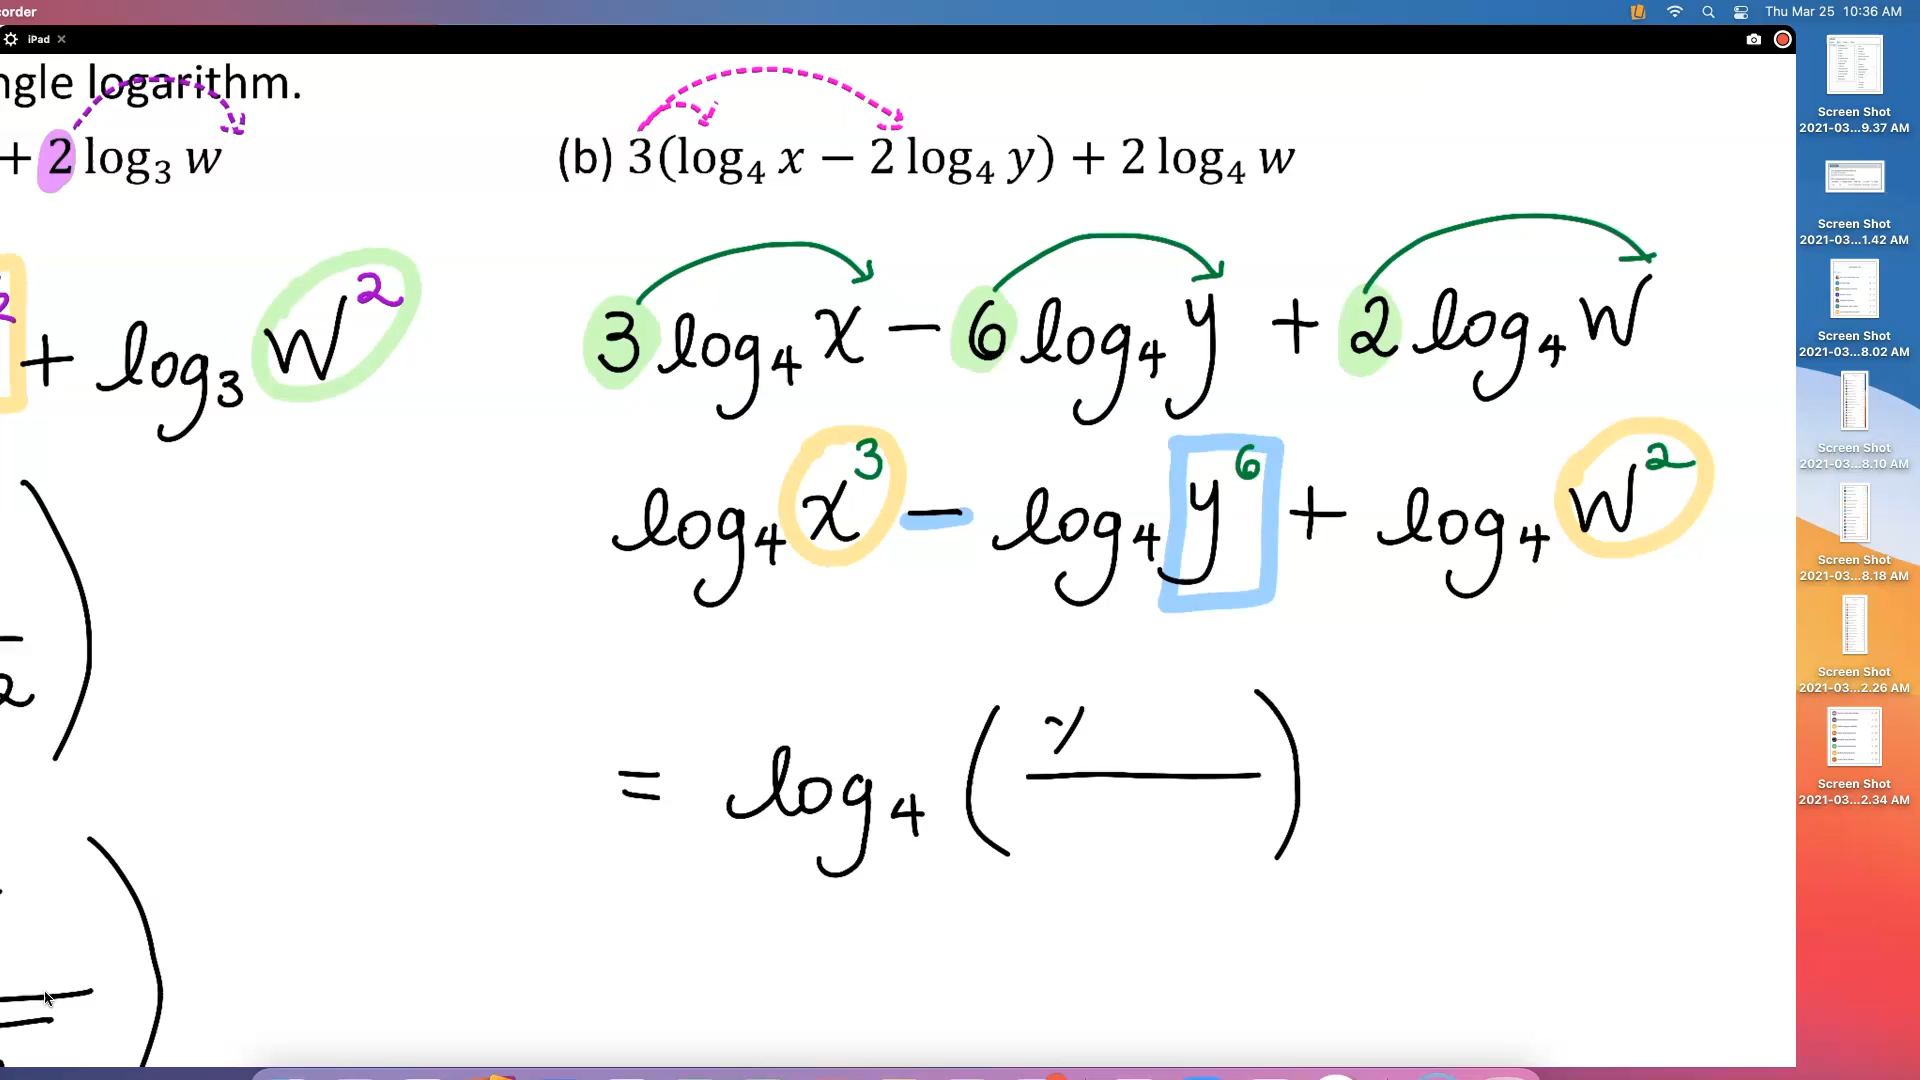 corder
Thu Mar 25 10:36 AM
iPad
ngle logarithm.
+ 2 log₃ w
(b) 3(log₄ x − 2 log₄ y) + 2 log₄ w
+ log₃ w²
3 log₄ x − 6 log₄ y + 2 log₄ w
log₄ x³ − log₄ y⁶ + log₄ w²
= log₄ ( )
2
Screen Shot
2021-03...9.37 AM
Screen Shot
2021-03...1.42 AM
Screen Shot
2021-03...8.02 AM
Screen Shot
2021-03...8.10 AM
Screen Shot
2021-03...8.18 AM
Screen Shot
2021-03...2.26 AM
Screen Shot
2021-03...2.34 AM